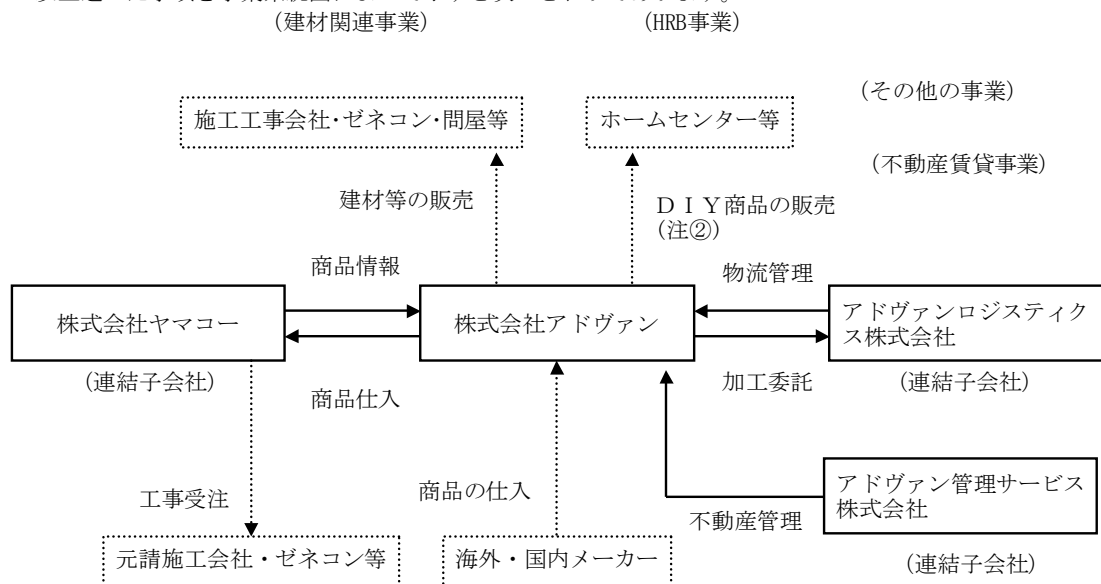 (建材関連事業)
(HRB事業)
(その他の事業)
施工工事会社・ゼネコン・問屋等
ホームセンター等
(不動産賃貸事業)
建材等の販売
ＤＩＹ商品の販売
(注②)
商品情報
物流管理
株式会社ヤマコー
株式会社アドヴァン
アドヴァンロジスティク
ス株式会社
(連結子会社)
商品仕入
加工委託
(連結子会社)
工事受注
商品の仕入
不動産管理
アドヴァン管理サービス
株式会社
元請施工会社・ゼネコン等
海外・国内メーカー
(連結子会社)